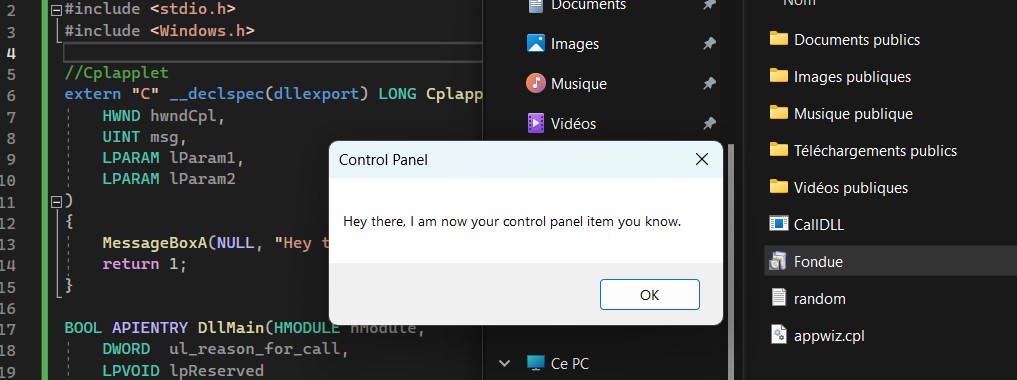 2
#include <stdio.h>
3
#include <Windows.h>
4
5
//Cplapplet
6
extern "C" __declspec(dllexport) LONG Cplapp
7
HWND hwndCpl,
8
UINT msg,
9
LPARAM lParam1,
10
LPARAM lParam2
11
)
12
{
13
MessageBoxA(NULL, "Hey t
14
return 1;
15
}
16
17
BOOL APIENTRY DllMain(HMODULE hModule,
18
DWORD ul_reason_for_call,
19
LPVOID lpReserved
Documents
Images
Musique
Vidéos
Ce PC
Control Panel
Hey there, I am now your control panel item you know.
OK
Nom
Documents publics
Images publiques
Musique publique
Téléchargements publics
Vidéos publiques
CallDLL
Fondue
random
appwiz.cpl